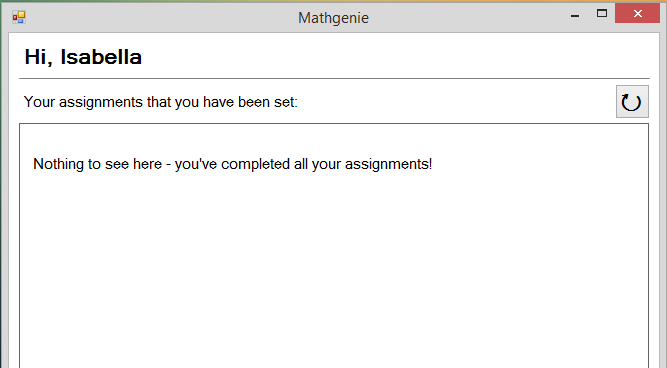 Mathgenie
Hi, Isabella
Your assignments that you have been set:
Nothing to see here - you've completed all your assignments!